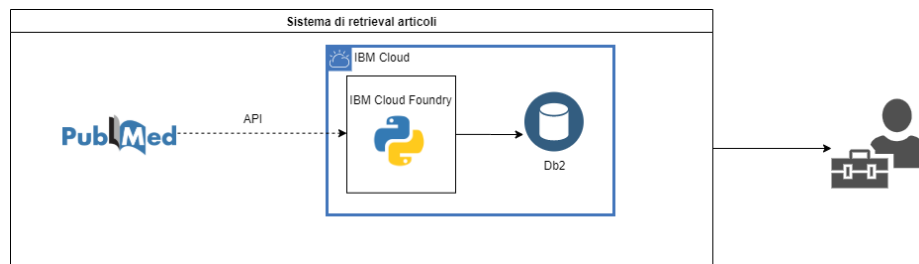 Sistema di retrieval articoli
IBM Cloud
IBM Cloud Foundry
PubMed
API
Db2